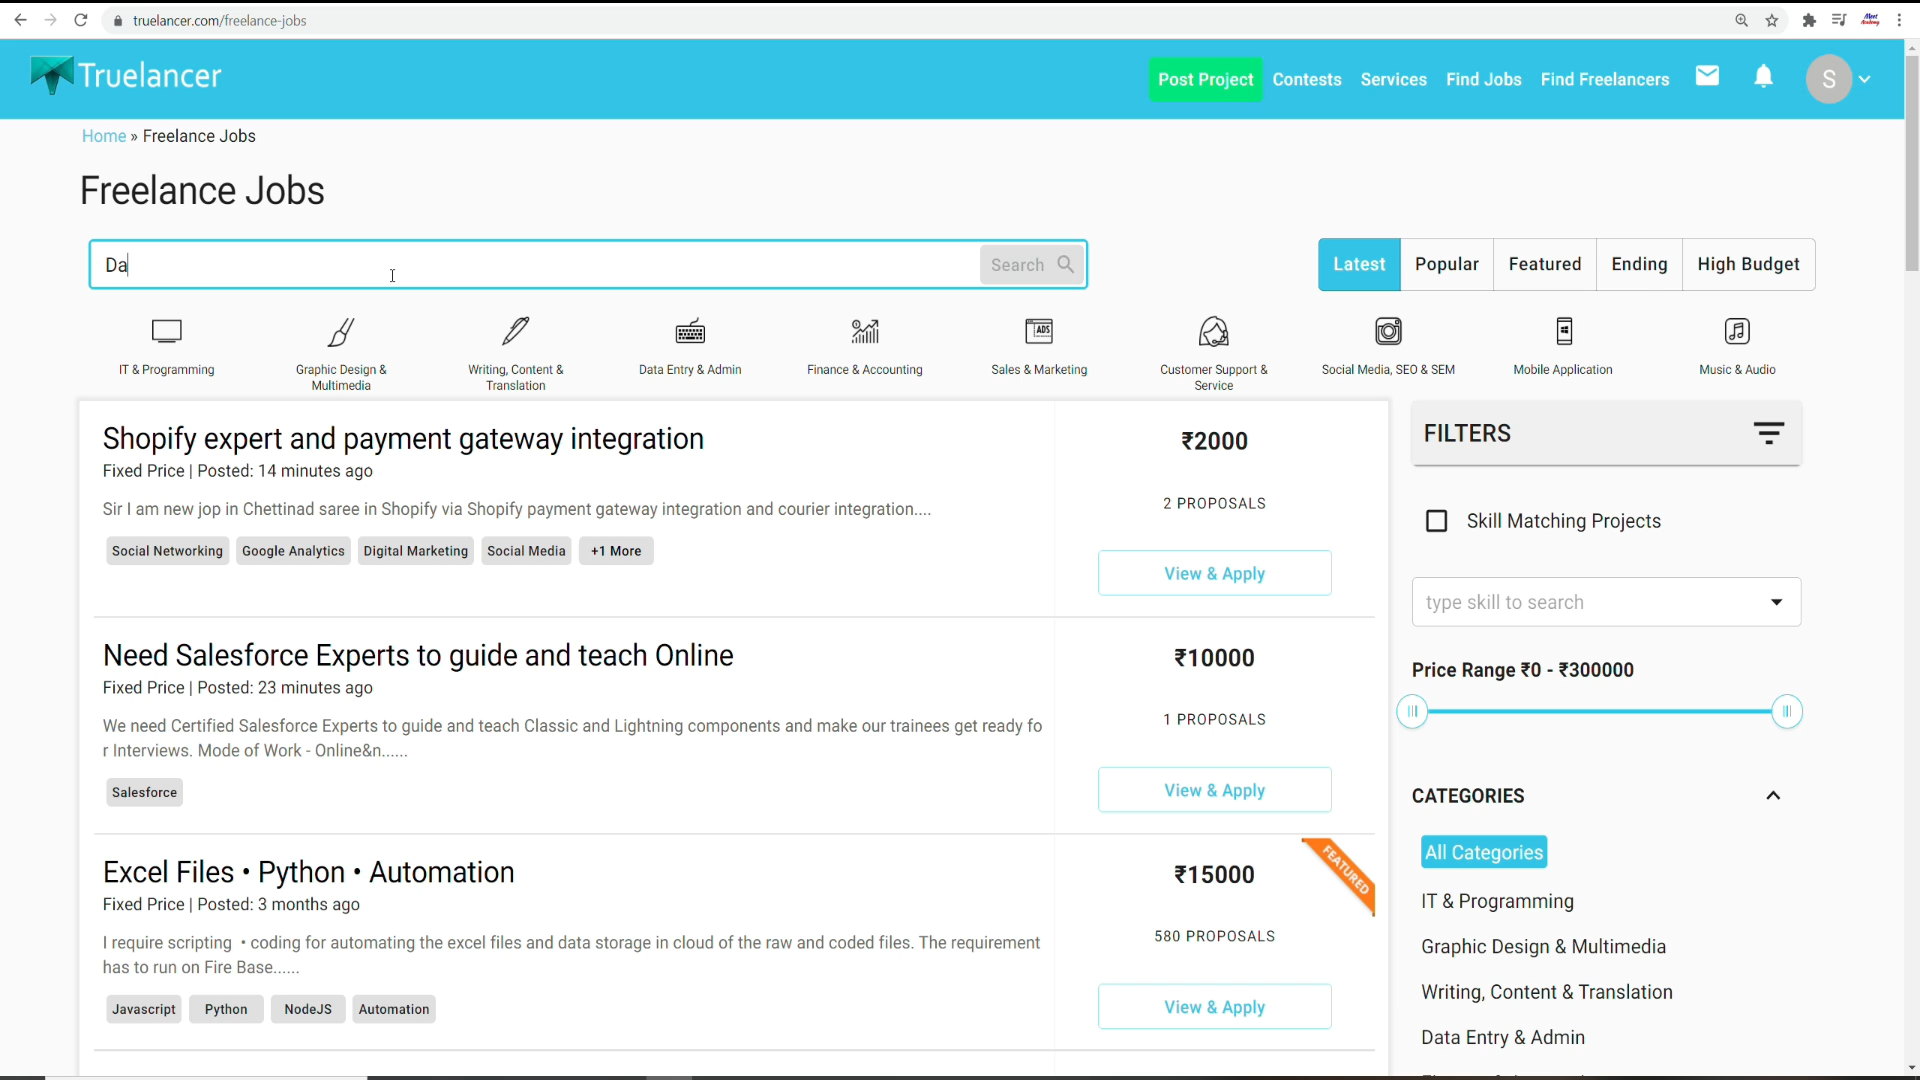 truelancer.com/freelance-jobs
Truelancer
Post Project
Contests
Services
Find Jobs
Find Freelancers
S
Home » Freelance Jobs
Freelance Jobs
Da
Search
Latest
Popular
Featured
Ending
High Budget
IT & Programming
Graphic Design &
Multimedia
Writing, Content &
Translation
Data Entry & Admin
Finance & Accounting
ADS
Sales & Marketing
Customer Support &
Service
Social Media, SEO & SEM
Mobile Application
Music & Audio
Shopify expert and payment gateway integration
Fixed Price | Posted: 14 minutes ago
Sir I am new jop in Chettinad saree in Shopify via Shopify payment gateway integration and courier integration....
Social Networking
Google Analytics
Digital Marketing
Social Media
+1 More
₹2000
2 PROPOSALS
View & Apply
Need Salesforce Experts to guide and teach Online
Fixed Price | Posted: 23 minutes ago
We need Certified Salesforce Experts to guide and teach Classic and Lightning components and make our trainees get ready fo
r Interviews. Mode of Work - Online&n......
Salesforce
₹10000
1 PROPOSALS
View & Apply
Excel Files • Python • Automation
Fixed Price | Posted: 3 months ago
I require scripting • coding for automating the excel files and data storage in cloud of the raw and coded files. The requirement
has to run on Fire Base......
Javascript
Python
NodeJS
Automation
₹15000
580 PROPOSALS
View & Apply
FEATURED
FILTERS
Skill Matching Projects
type skill to search
Price Range ₹0 - ₹300000
CATEGORIES
All Categories
IT & Programming
Graphic Design & Multimedia
Writing, Content & Translation
Data Entry & Admin